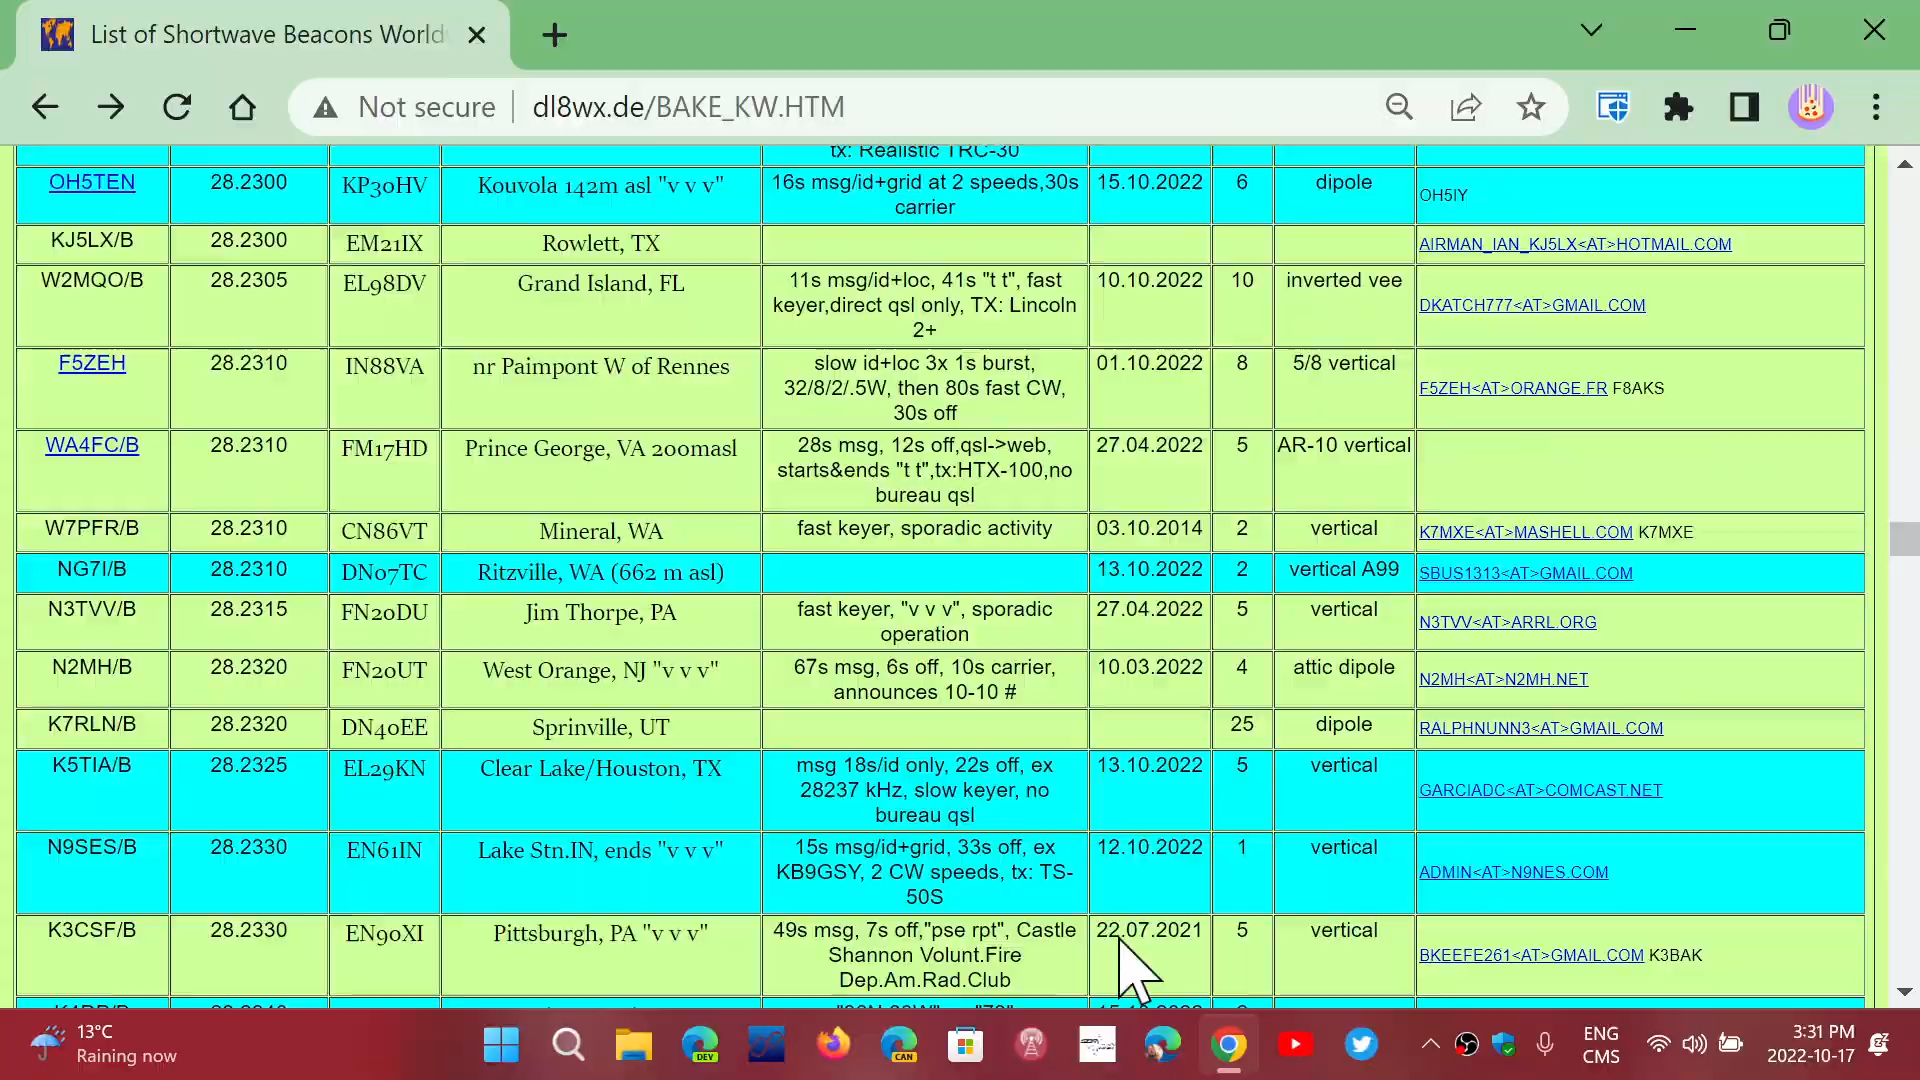 List of Shortwave Beacons World
Not secure
dl8wx.de/BAKE_KW.HTM
tx: Realistic TRC-30
OH5TEN 28.2300 KP30HV Kouvola 142m asl "v v v" 16s msg/id+grid at 2 speeds,30s 15.10.2022 6 dipole OH5IY
carrier
KJ5LX/B 28.2300 EM21IX Rowlett, TX AIRMAN_IAN_KJ5LX<AT>HOTMAIL.COM
W2MQO/B 28.2305 EL98DV Grand Island, FL 11s msg/id+loc, 41s "t t", fast 10.10.2022 10 inverted vee DKATCH777<AT>GMAIL.COM
keyer,direct qsl only, TX: Lincoln
2+
F5ZEH 28.2310 IN88VA nr Paimpont W of Rennes slow id+loc 3x 1s burst, 01.10.2022 8 5/8 vertical F5ZEH<AT>ORANGE.FR F8AKS
32/8/2/.5W, then 80s fast CW,
30s off
WA4FC/B 28.2310 FM17HD Prince George, VA 200masl 28s msg, 12s off,qsl->web, 27.04.2022 5 AR-10 vertical
starts&ends "t t",tx:HTX-100,no
bureau qsl
W7PFR/B 28.2310 CN86VT Mineral, WA fast keyer, sporadic activity 03.10.2014 2 vertical K7MXE<AT>MASHELL.COM K7MXE
NG7I/B 28.2310 DN07TC Ritzville, WA (662 m asl) 13.10.2022 2 vertical A99 SBUS1313<AT>GMAIL.COM
N3TVV/B 28.2315 FN20DU Jim Thorpe, PA fast keyer, "v v v", sporadic 27.04.2022 5 vertical N3TVV<AT>ARRL.ORG
operation
N2MH/B 28.2320 FN20UT West Orange, NJ "v v v" 67s msg, 6s off, 10s carrier, 10.03.2022 4 attic dipole N2MH<AT>N2MH.NET
announces 10-10 #
K7RLN/B 28.2320 DN40EE Sprinville, UT 25 dipole RALPHNUNN3<AT>GMAIL.COM
K5TIA/B 28.2325 EL29KN Clear Lake/Houston, TX msg 18s/id only, 22s off, ex 13.10.2022 5 vertical GARCIADC<AT>COMCAST.NET
28237 kHz, slow keyer, no
bureau qsl
N9SES/B 28.2330 EN61IN Lake Stn.IN, ends "v v v" 15s msg/id+grid, 33s off, ex 12.10.2022 1 vertical ADMIN<AT>N9NES.COM
KB9GSY, 2 CW speeds, tx: TS-
50S
K3CSF/B 28.2330 EN90XI Pittsburgh, PA "v v v" 49s msg, 7s off,"pse rpt", Castle 22.07.2021 5 vertical BKEEFE261<AT>GMAIL.COM K3BAK
Shannon Volunt.Fire
Dep.Am.Rad.Club
13°C
Raining now
DEV
CAN
ENG
CMS
3:31 PM
2022-10-17